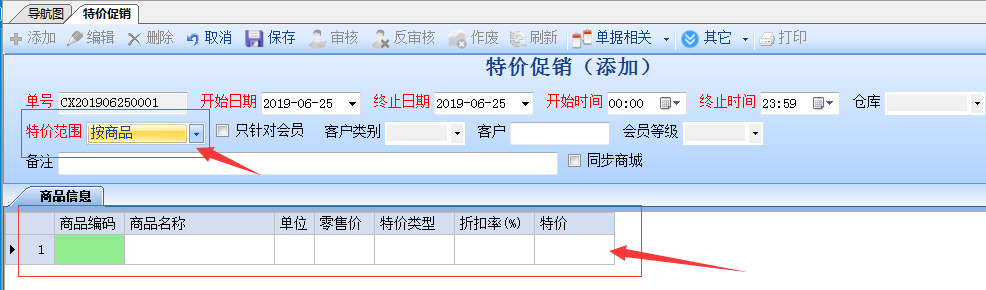 导航图 特价促销
添加 编辑 删除 取消 保存 审核 反审核 作废 刷新 单据相关 其它 打印
特价促销（添加）
单号 CX201906250001 开始日期 2019-06-25 终止日期 2019-06-25 开始时间 00:00 终止时间 23:59 仓库
特价范围 按商品 只针对会员 客户类别 客户 会员等级
备注 同步商城
商品信息
商品编码 商品名称 单位 零售价 特价类型 折扣率(%) 特价
1